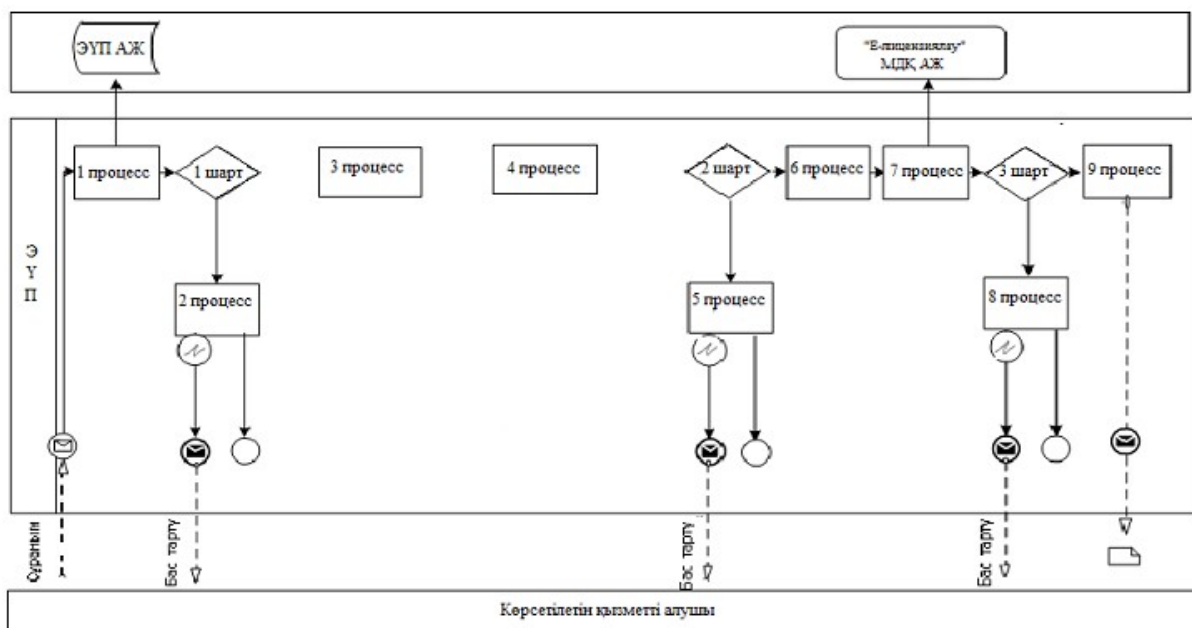 ЭҮП АЖ
"Е-лицензиялау"
МДҚ АЖ
1 процесс
1 шарт
3 процесс
4 процесс
2 шарт
6 процесс
7 процесс
3 шарт
9 процесс
Э
Ү
П
2 процесс
5 процесс
8 процесс
Сұранын
Бас тарту
Бас тарту
Бас тарту
Көрсетілетін қызметті алушы